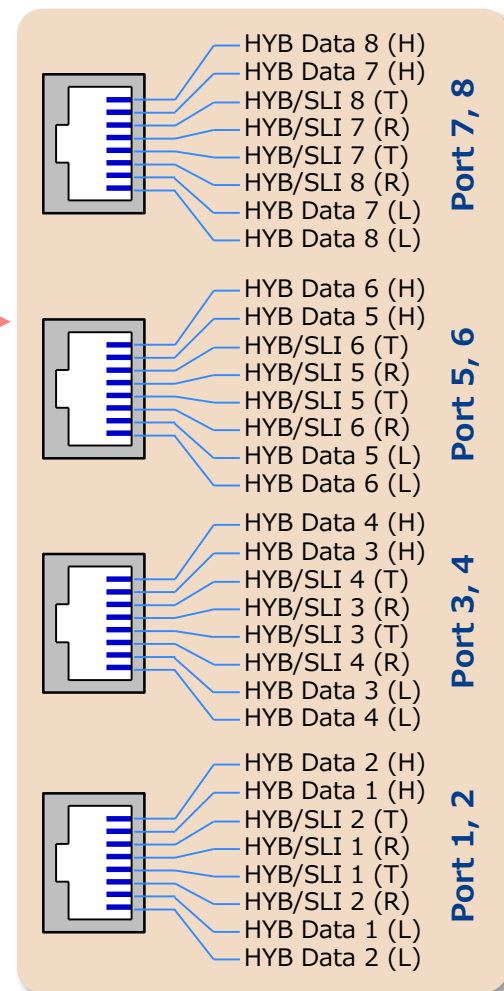 HYB Data 8 (H)
HYB Data 7 (H)
HYB/SLI 8 (T)
HYB/SLI 7 (R)
HYB/SLI 7 (T)
HYB/SLI 8 (R)
HYB Data 7 (L)
HYB Data 8 (L)
Port 7, 8
HYB Data 6 (H)
HYB Data 5 (H)
HYB/SLI 6 (T)
HYB/SLI 5 (R)
HYB/SLI 5 (T)
HYB/SLI 6 (R)
HYB Data 5 (L)
HYB Data 6 (L)
Port 5, 6
HYB Data 4 (H)
HYB Data 3 (H)
HYB/SLI 4 (T)
HYB/SLI 3 (R)
HYB/SLI 3 (T)
HYB/SLI 4 (R)
HYB Data 3 (L)
HYB Data 4 (L)
Port 3, 4
HYB Data 2 (H)
HYB Data 1 (H)
HYB/SLI 2 (T)
HYB/SLI 1 (R)
HYB/SLI 1 (T)
HYB/SLI 2 (R)
HYB Data 1 (L)
HYB Data 2 (L)
Port 1, 2